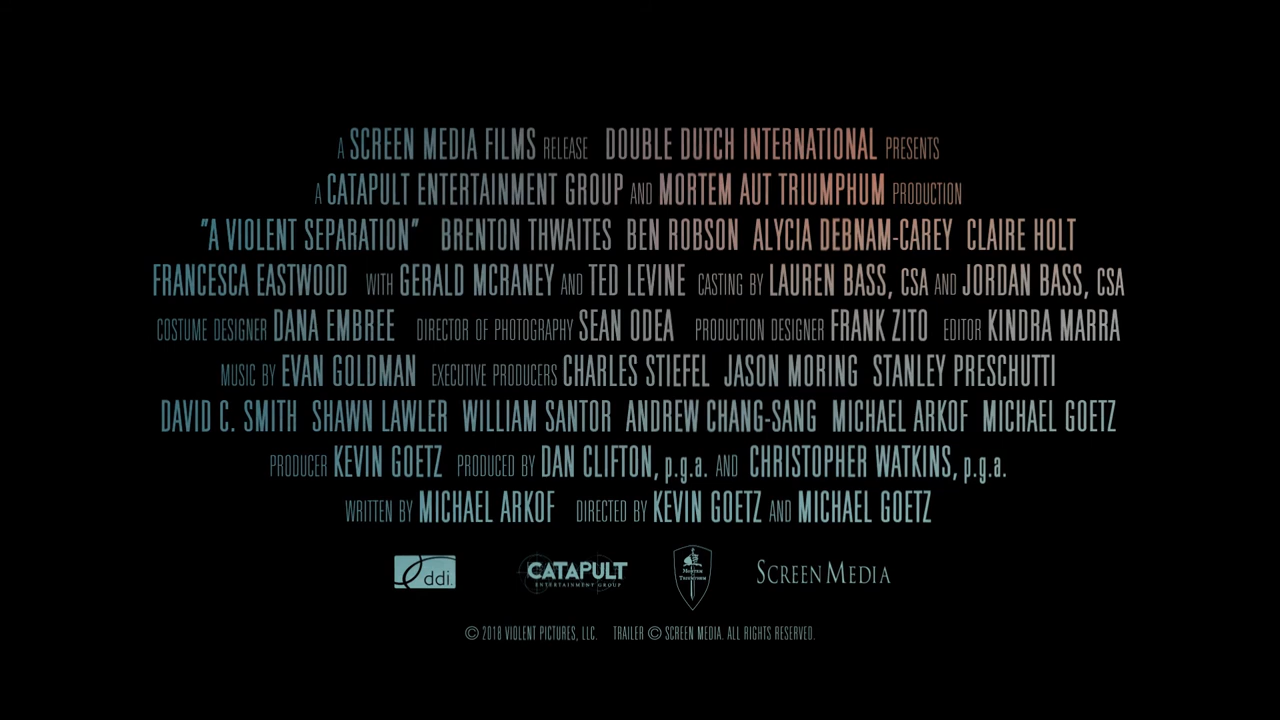 A SCREEN MEDIA FILMS RELEASE DOUBLE DUTCH INTERNATIONAL PRESENTS
A CATAPULT ENTERTAINMENT GROUP AND MORTEM AUT TRIUMPHUM PRODUCTION
"A VIOLENT SEPARATION" BRENTON THWAITES BEN ROBSON ALYCIA DEBNAM-CAREY CLAIRE HOLT
FRANCESCA EASTWOOD WITH GERALD MCRANEY AND TED LEVINE CASTING BY LAUREN BASS, CSA AND JORDAN BASS, CSA
COSTUME DESIGNER DANA EMBREE DIRECTOR OF PHOTOGRAPHY SEAN ODEA PRODUCTION DESIGNER FRANK ZITO EDITOR KINDRA MARRA
MUSIC BY EVAN GOLDMAN EXECUTIVE PRODUCERS CHARLES STIEFEL JASON MORING STANLEY PRESCHUTTI
DAVID C. SMITH SHAWN LAWLER WILLIAM SANTOR ANDREW CHANG-SANG MICHAEL ARKOF MICHAEL GOETZ
PRODUCER KEVIN GOETZ PRODUCED BY DAN CLIFTON, p.g.a. AND CHRISTOPHER WATKINS, p.g.a.
WRITTEN BY MICHAEL ARKOF DIRECTED BY KEVIN GOETZ AND MICHAEL GOETZ
ddi. CATAPULT SCREEN MEDIA
ENTERTAINMENT GROUP
© 2018 VIOLENT PICTURES, LLC. TRAILER © SCREEN MEDIA. ALL RIGHTS RESERVED.